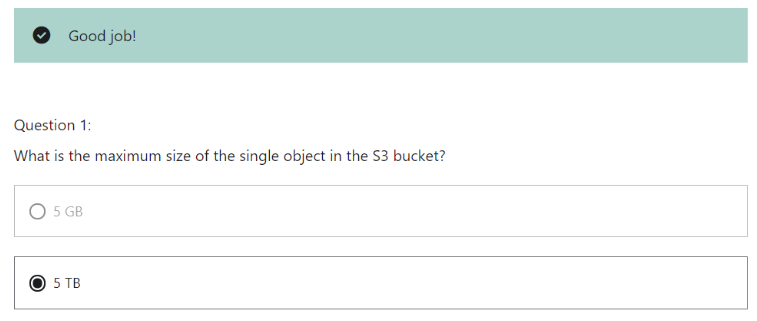 Good job!
Question 1:
What is the maximum size of the single object in the S3 bucket?
5 GB
5 TB